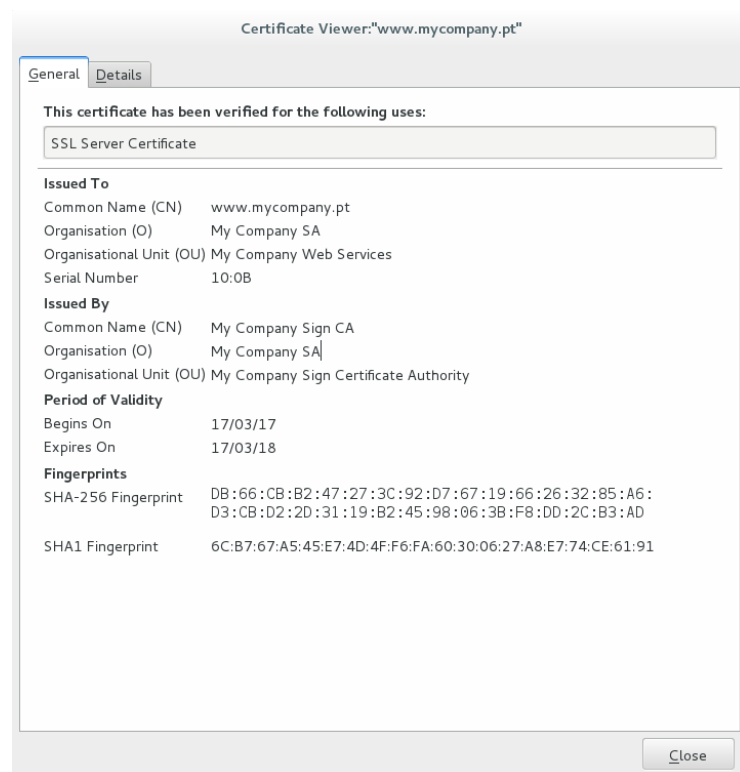 Certificate Viewer:"www.mycompany.pt"
General Details
This certificate has been verified for the following uses:
SSL Server Certificate
Issued To
Common Name (CN) www.mycompany.pt
Organisation (O) My Company SA
Organisational Unit (OU) My Company Web Services
Serial Number 10:0B
Issued By
Common Name (CN) My Company Sign CA
Organisation (O) My Company SA
Organisational Unit (OU) My Company Sign Certificate Authority
Period of Validity
Begins On 17/03/17
Expires On 17/03/18
Fingerprints
SHA-256 Fingerprint DB:66:CB:B2:47:27:3C:92:D7:67:19:66:26:32:85:A6:
D3:CB:D2:2D:31:19:B2:45:98:06:3B:F8:DD:2C:B3:AD
SHA1 Fingerprint 6C:B7:67:A5:45:E7:4D:4F:F6:FA:60:30:06:27:A8:E7:74:CE:61:91
Close